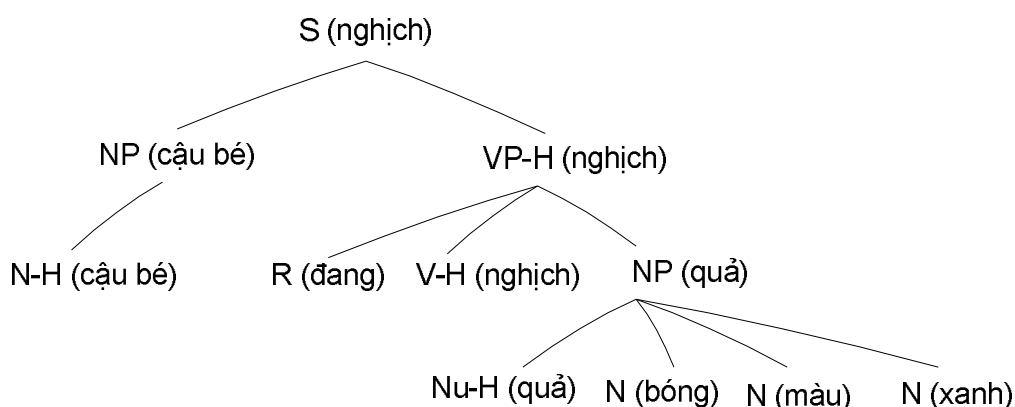 S (nghịch)
NP (cậu bé) VP-H (nghịch)
N-H (cậu bé) R (đang) V-H (nghịch) NP (quả)
Nu-H (quả) N (bóng) N (màu) N (xanh)